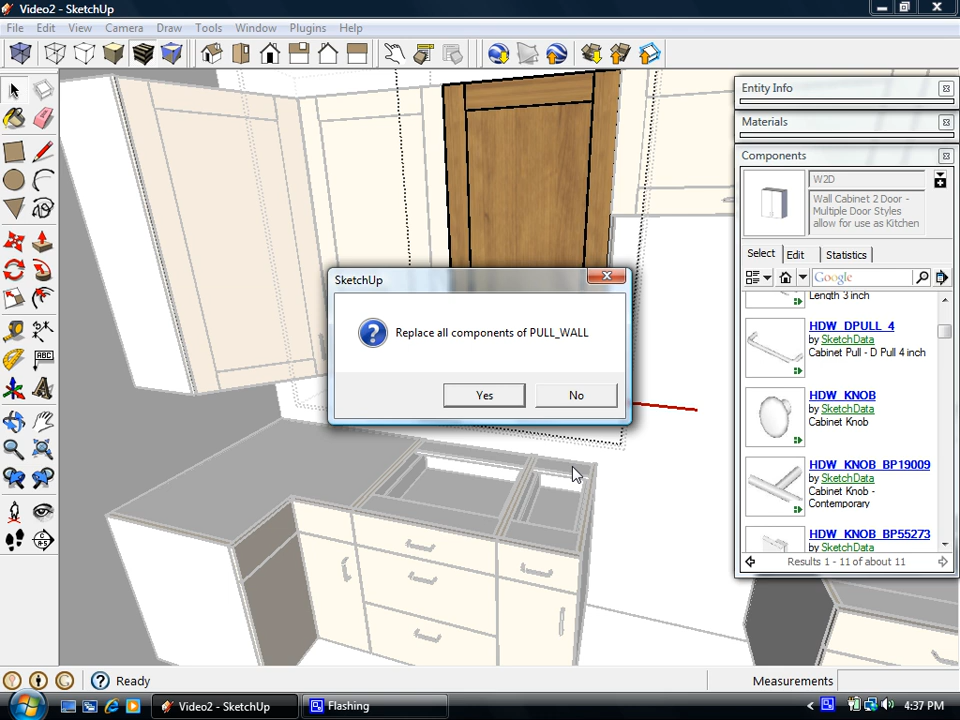 Video2 - SketchUp
File Edit View Camera Draw Tools Window Plugins Help
Entity Info
Materials
Components
W2D
Wall Cabinet 2 Door -
Multiple Door Styles
allow for use as Kitchen
Select Edit Statistics
Google
Length 3 inch
HDW_DPULL_4
by SketchData
Cabinet Pull - D Pull 4 inch
HDW_KNOB
by SketchData
Cabinet Knob
HDW_KNOB_BP19009
by SketchData
Cabinet Knob -
Contemporary
HDW_KNOB_BP55273
by SketchData
Results 1 - 11 of about 11
SketchUp
Replace all components of PULL_WALL
Yes No
ABC
A
Ready
Measurements
Video2 - SketchUp
Flashing
4:37 PM